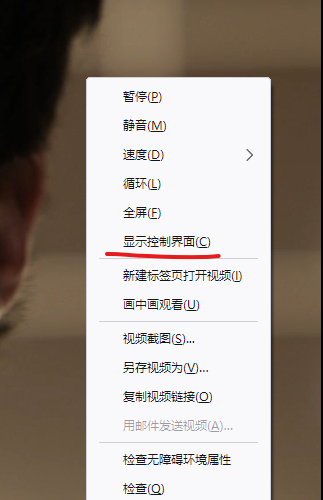 暂停(P)
静音(M)
速度(D)
循环(L)
全屏(F)
显示控制界面(C)
新建标签页打开视频(I)
画中画观看(U)
视频截图(S)...
另存视频为(V)...
复制视频链接(O)
用邮件发送视频(A)...
检查无障碍环境属性
检查(Q)